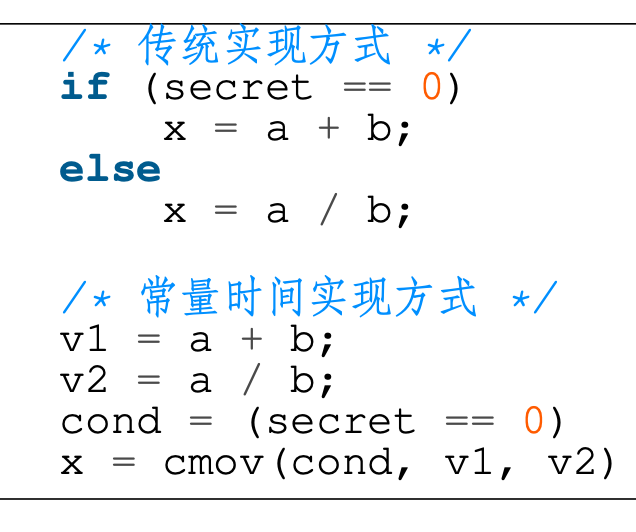 /* 传统实现方式 */
if (secret == 0)
    x = a + b;
else
    x = a / b;

/* 常量时间实现方式 */
v1 = a + b;
v2 = a / b;
cond = (secret == 0)
x = cmov(cond, v1, v2)